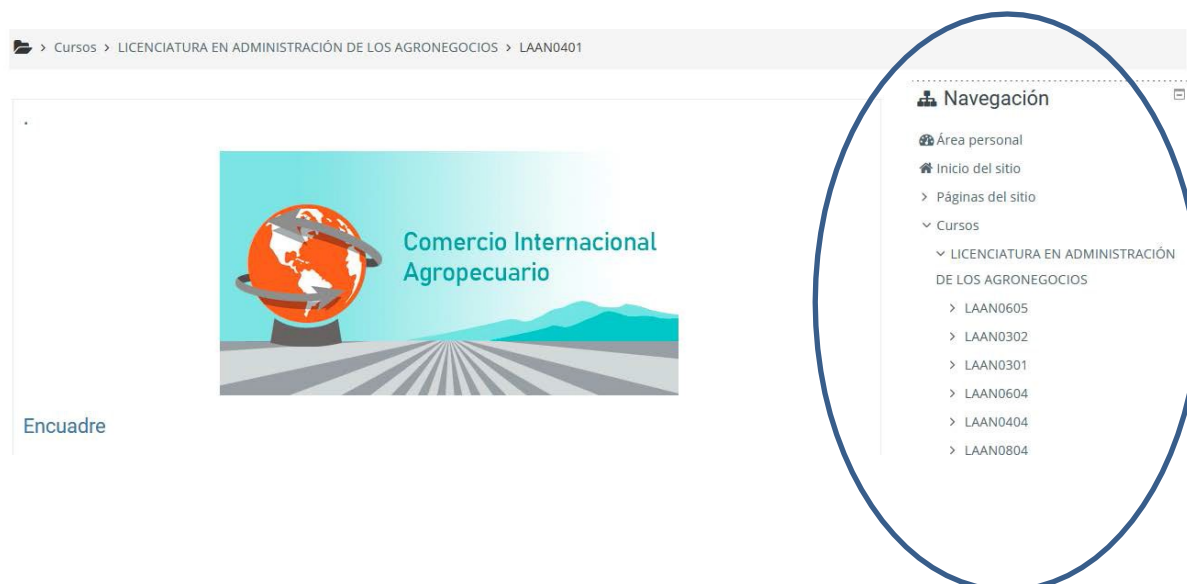 > Cursos > LICENCIATURA EN ADMINISTRACIÓN DE LOS AGRONEGOCIOS > LAAN0401
.
Comercio Internacional
Agropecuario
Encuadre
Navegación
Área personal
Inicio del sitio
> Páginas del sitio
Cursos
LICENCIATURA EN ADMINISTRACIÓN
DE LOS AGRONEGOCIOS
> LAAN0605
> LAAN0302
> LAAN0301
> LAAN0604
> LAAN0404
> LAAN0804